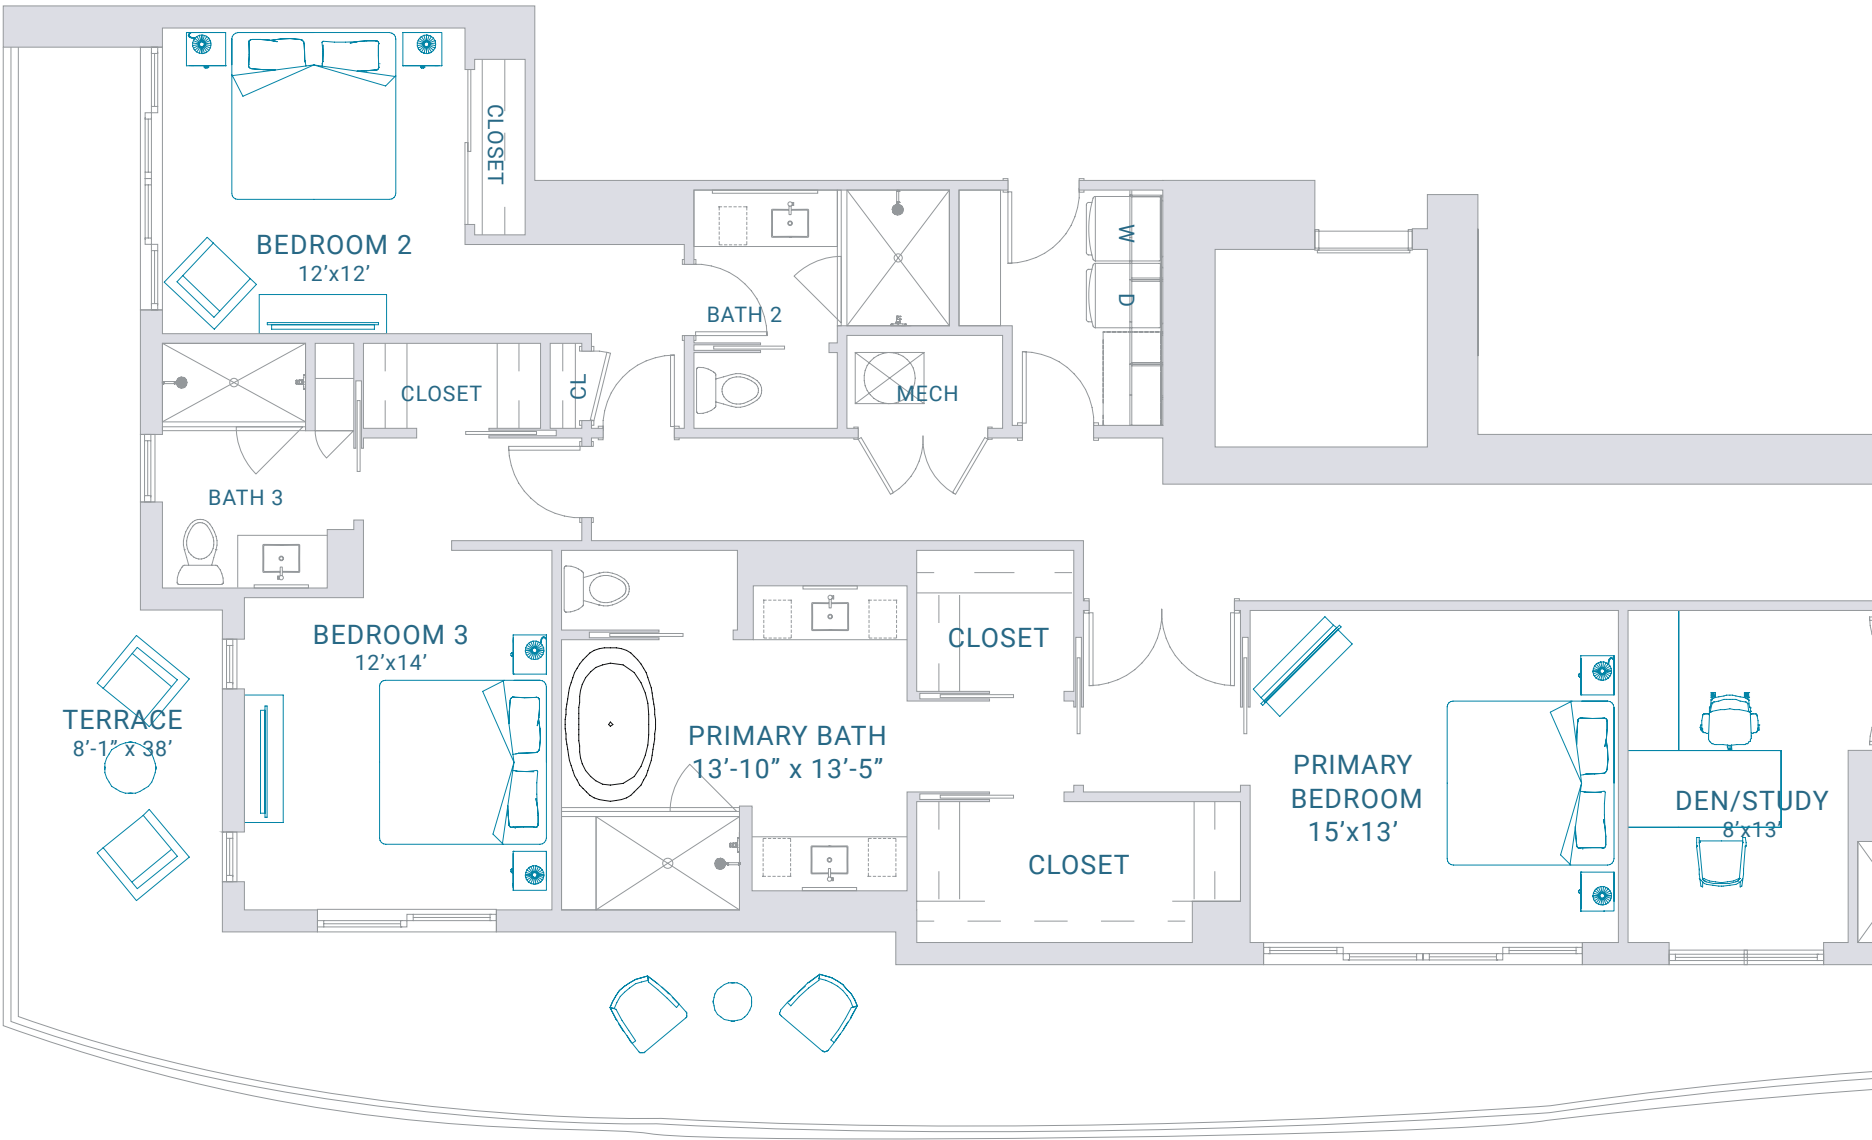 CLOSET
BEDROOM 2
12’x12’
W
D
BATH 2
CLOSET
CL
MECH
BATH 3
BEDROOM 3
12’x14’
CLOSET
TERRACE
8’-1” x 38’
PRIMARY BATH
13’-10” x 13’-5”
PRIMARY
BEDROOM
15’x13’
DEN/STUDY
8’x13’
CLOSET